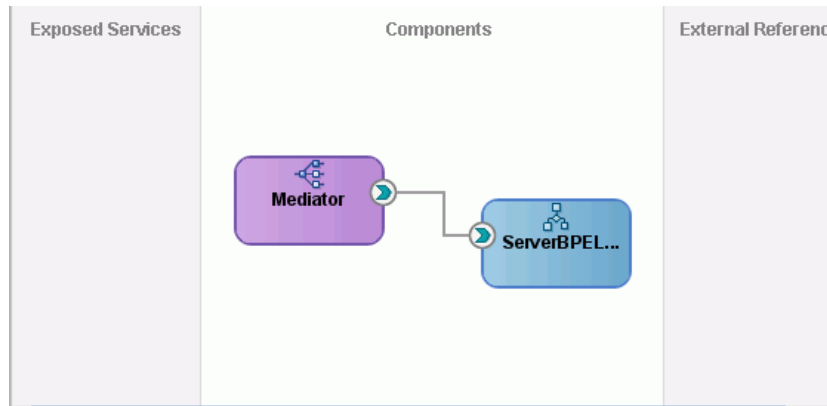 Exposed Services
Components
External Referenc
Mediator
ServerBPEL...